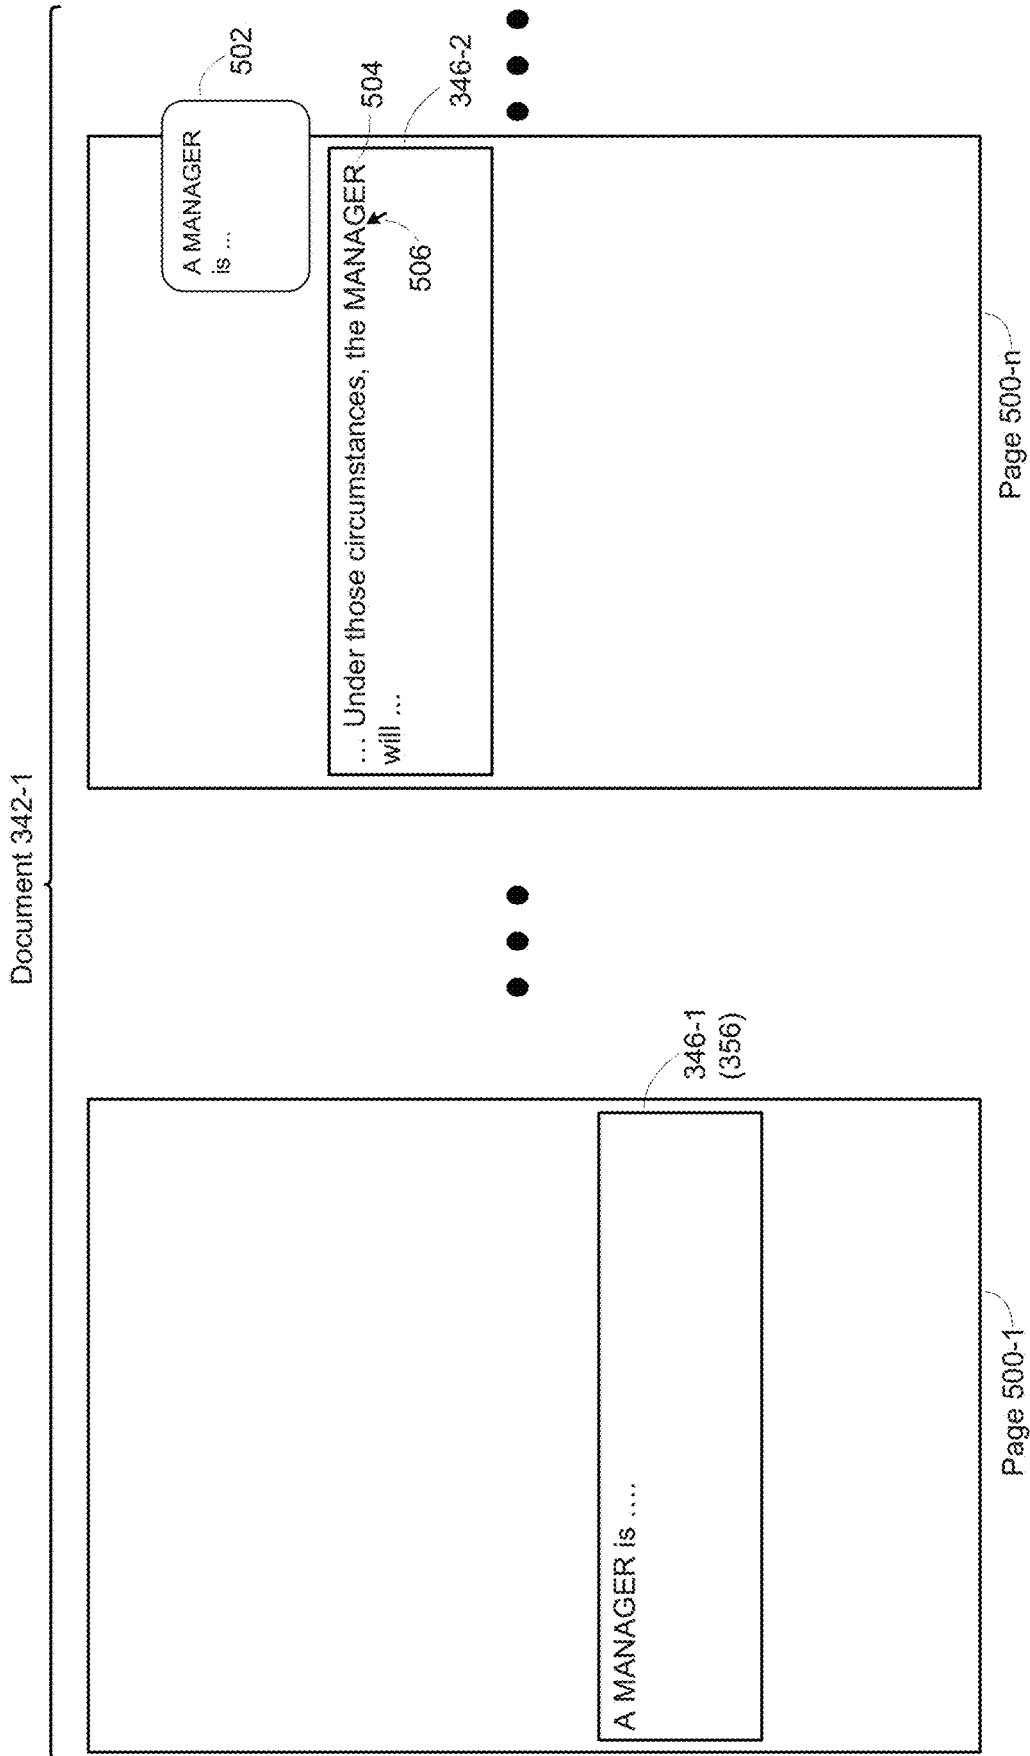 Document 342-1
A MANAGER is ....
346-1
(356)
Page 500-1
A MANAGER
is ...
502
... Under those circumstances, the MANAGER
will ...
504
346-2
506
Page 500-n